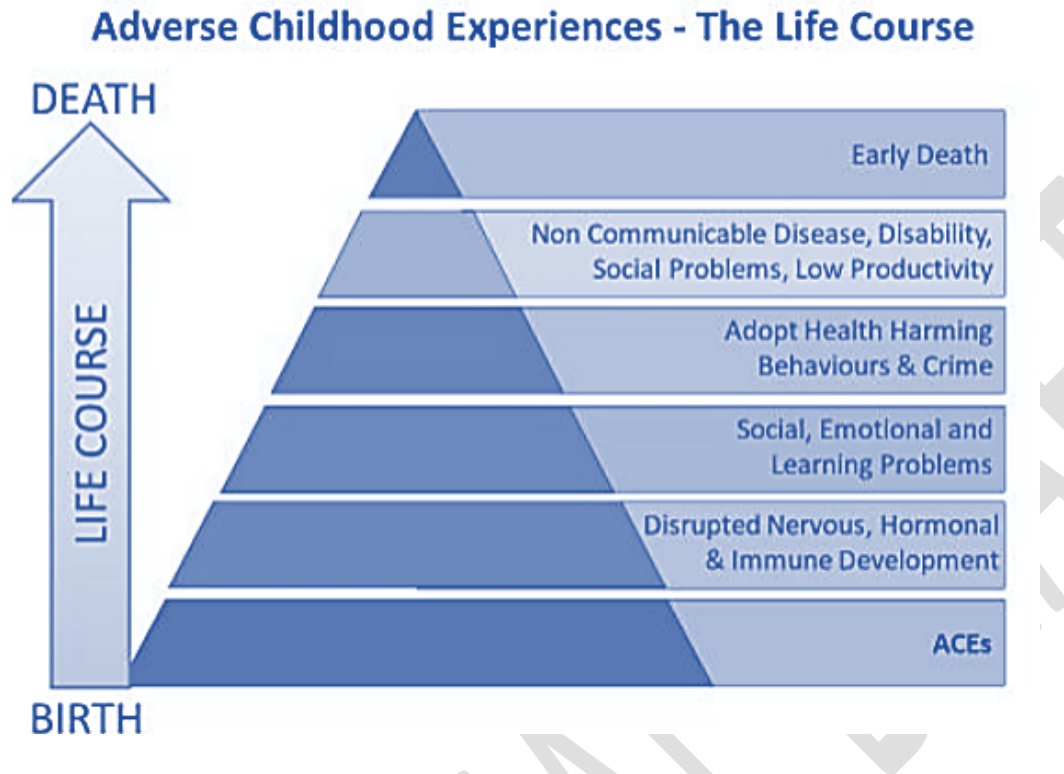 Adverse Childhood Experiences - The Life Course
DEATH
LIFE COURSE
BIRTH
Early Death
Non Communicable Disease, Disability,
Social Problems, Low Productivity
Adopt Health Harming
Behaviours & Crime
Social, Emotional and
Learning Problems
Disrupted Nervous, Hormonal
& Immune Development
ACEs